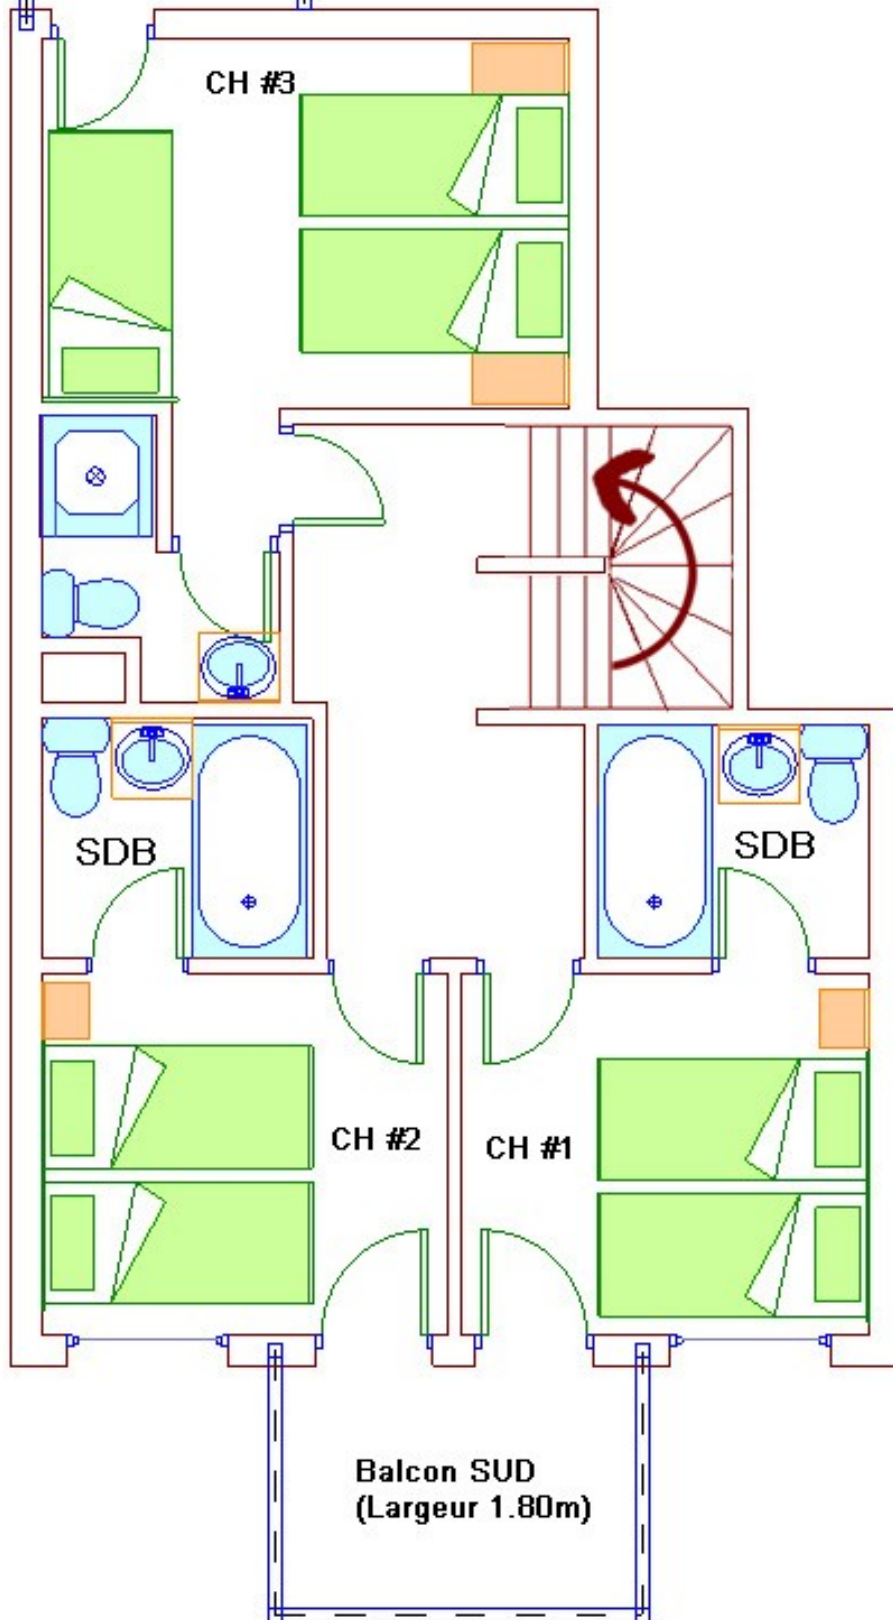 CH #3
SDB
SDB
CH #2
CH #1
Balcon SUD
(Largeur 1.80m)